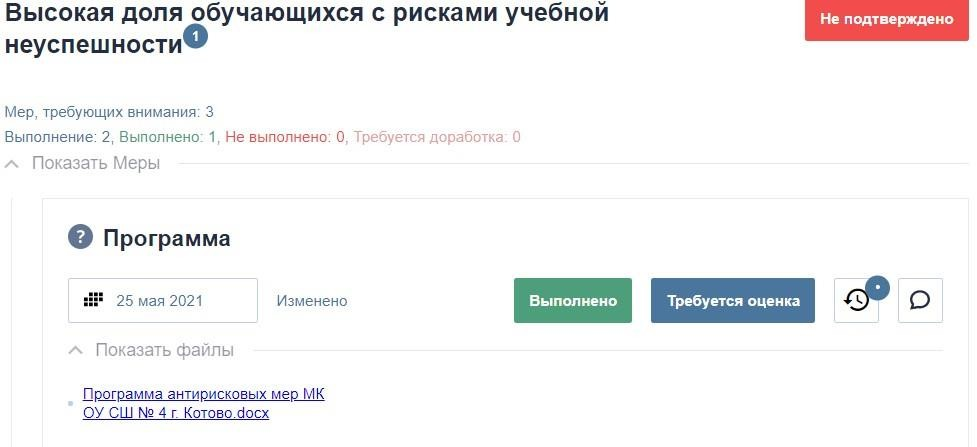 Высокая доля обучающихся с рисками учебной
неуспешности 1
Не подтверждено
Мер, требующих внимания: 3
Выполнение: 2, Выполнено: 1, Не выполнено: 0, Требуется доработка: 0
Показать Меры
? Программа
25 мая 2021 Изменено Выполнено Требуется оценка
Показать файлы
Программа антирисковых мер МК
ОУ СШ № 4 г. Котово.docx